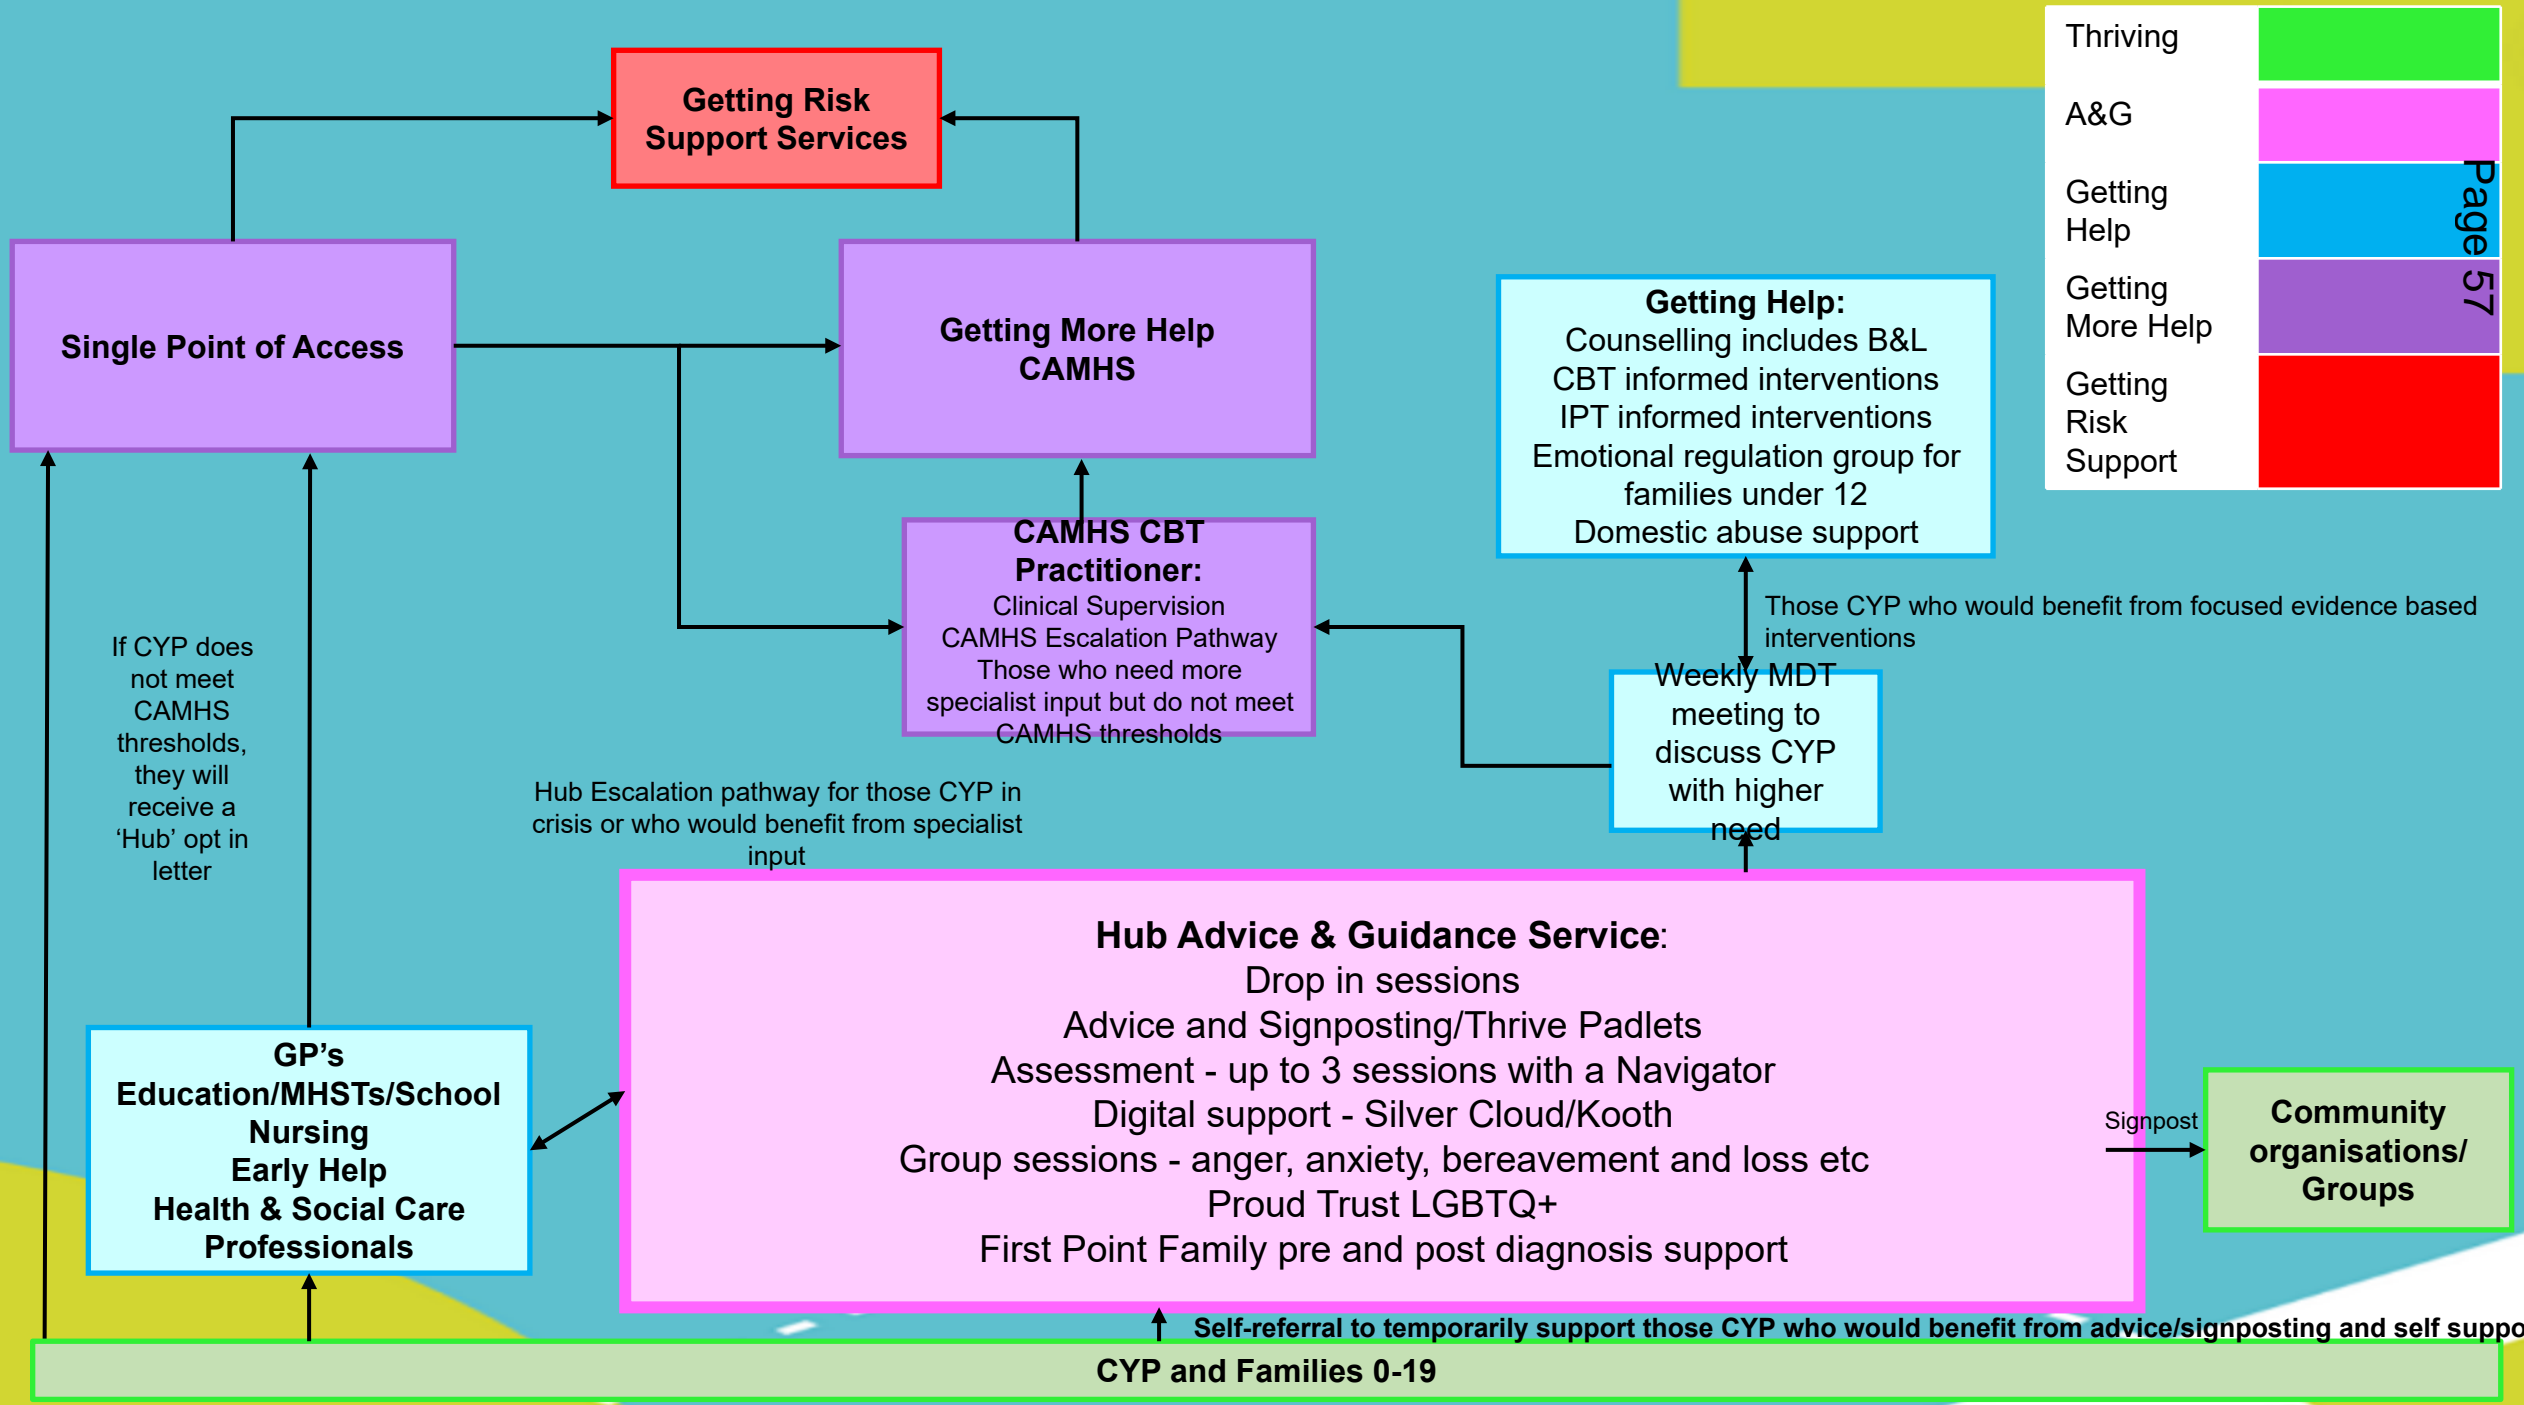 Getting Risk
Support Services
Thriving
A&G
Getting
Help
Getting
More Help
Getting
Risk
Support
Page 57
Single Point of Access
Getting More Help
CAMHS
Getting Help:
Counselling includes B&L
CBT informed interventions
IPT informed interventions
Emotional regulation group for
families under 12
Domestic abuse support
CAMHS CBT
Practitioner:
Clinical Supervision
CAMHS Escalation Pathway
Those who need more
specialist input but do not meet
CAMHS thresholds
Those CYP who would benefit from focused evidence based
interventions
Weekly MDT
meeting to
discuss CYP
with higher
need
If CYP does
not meet
CAMHS
thresholds,
they will
receive a
‘Hub’ opt in
letter
Hub Escalation pathway for those CYP in
crisis or who would benefit from specialist
input
Hub Advice & Guidance Service:
Drop in sessions
Advice and Signposting/Thrive Padlets
Assessment - up to 3 sessions with a Navigator
Digital support - Silver Cloud/Kooth
Group sessions - anger, anxiety, bereavement and loss etc
Proud Trust LGBTQ+
First Point Family pre and post diagnosis support
GP’s
Education/MHSTs/School
Nursing
Early Help
Health & Social Care
Professionals
Signpost
Community
organisations/
Groups
Self-referral to temporarily support those CYP who would benefit from advice/signposting and self suppo
CYP and Families 0-19